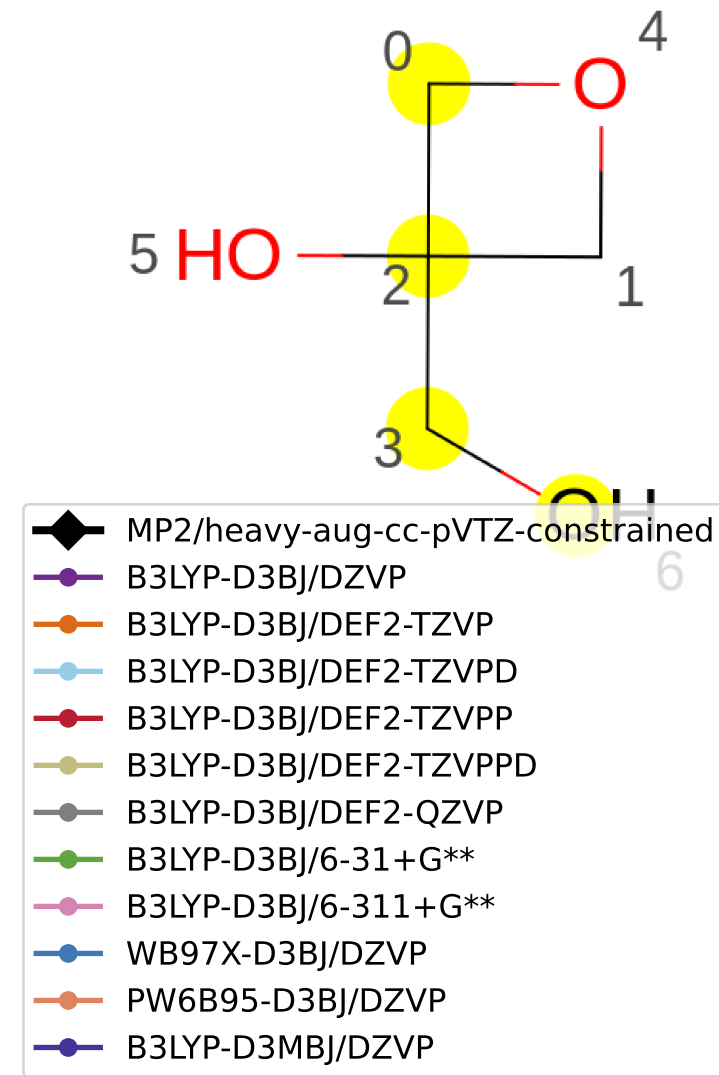 0
O 4
5 HO
2
1
3
OH
6
MP2/heavy-aug-cc-pVTZ-constrained
B3LYP-D3BJ/DZVP
B3LYP-D3BJ/DEF2-TZVP
B3LYP-D3BJ/DEF2-TZVPD
B3LYP-D3BJ/DEF2-TZVPP
B3LYP-D3BJ/DEF2-TZVPPD
B3LYP-D3BJ/DEF2-QZVP
B3LYP-D3BJ/6-31+G**
B3LYP-D3BJ/6-311+G**
WB97X-D3BJ/DZVP
PW6B95-D3BJ/DZVP
B3LYP-D3MBJ/DZVP